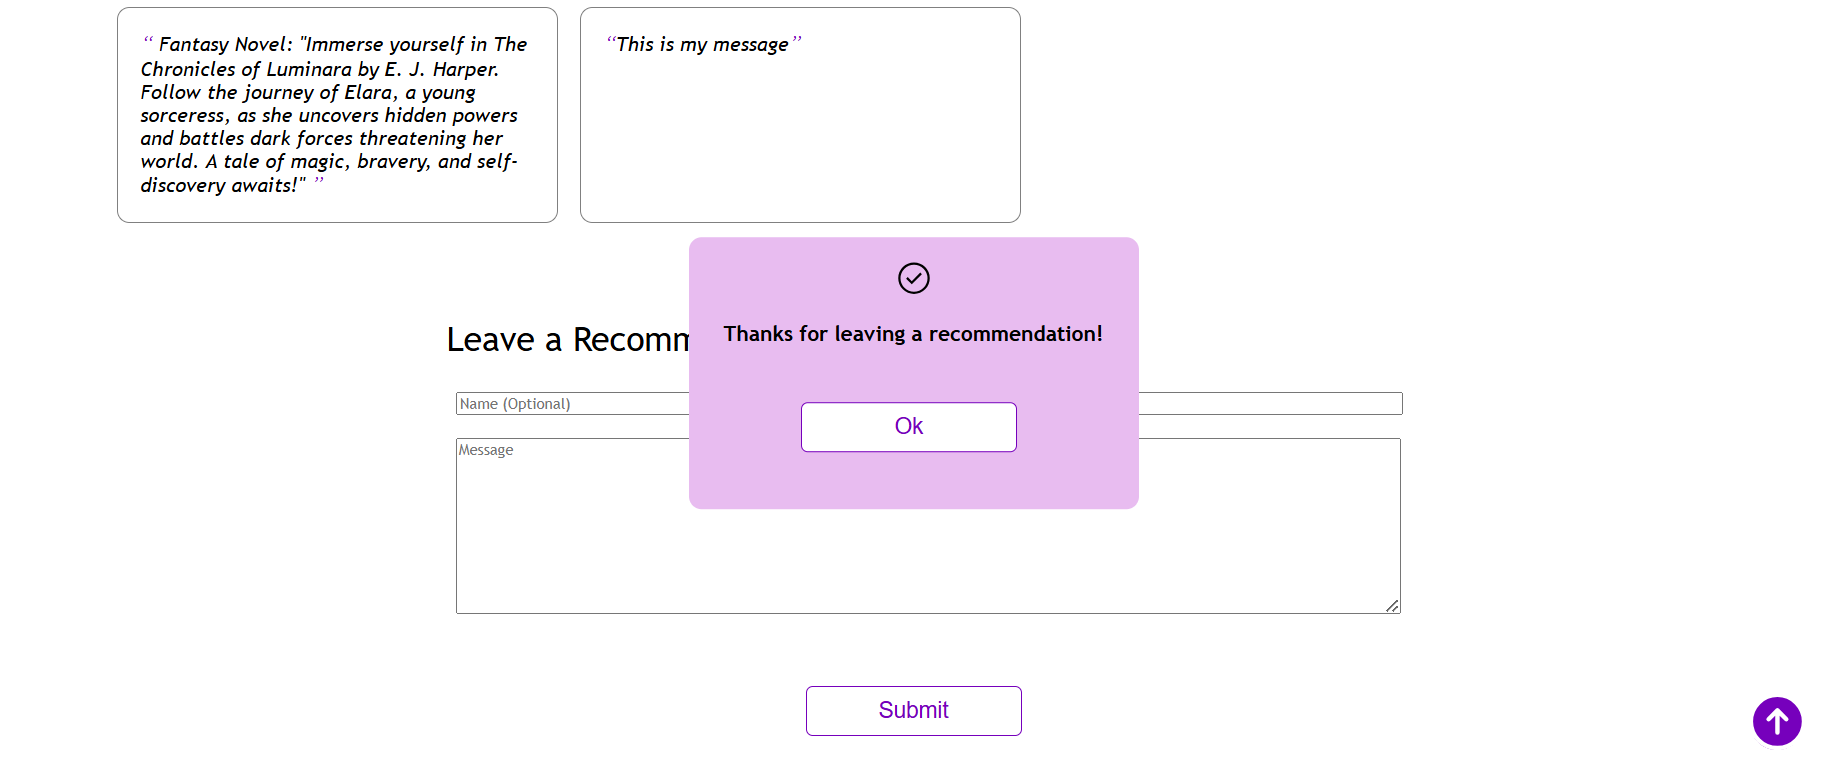 “ Fantasy Novel: "Immerse yourself in The
Chronicles of Luminara by E. J. Harper.
Follow the journey of Elara, a young
sorceress, as she uncovers hidden powers
and battles dark forces threatening her
world. A tale of magic, bravery, and self-
discovery awaits!" ”
“This is my message”
Thanks for leaving a recommendation!
Ok
Leave a Recomm
Name (Optional)
Message
Submit